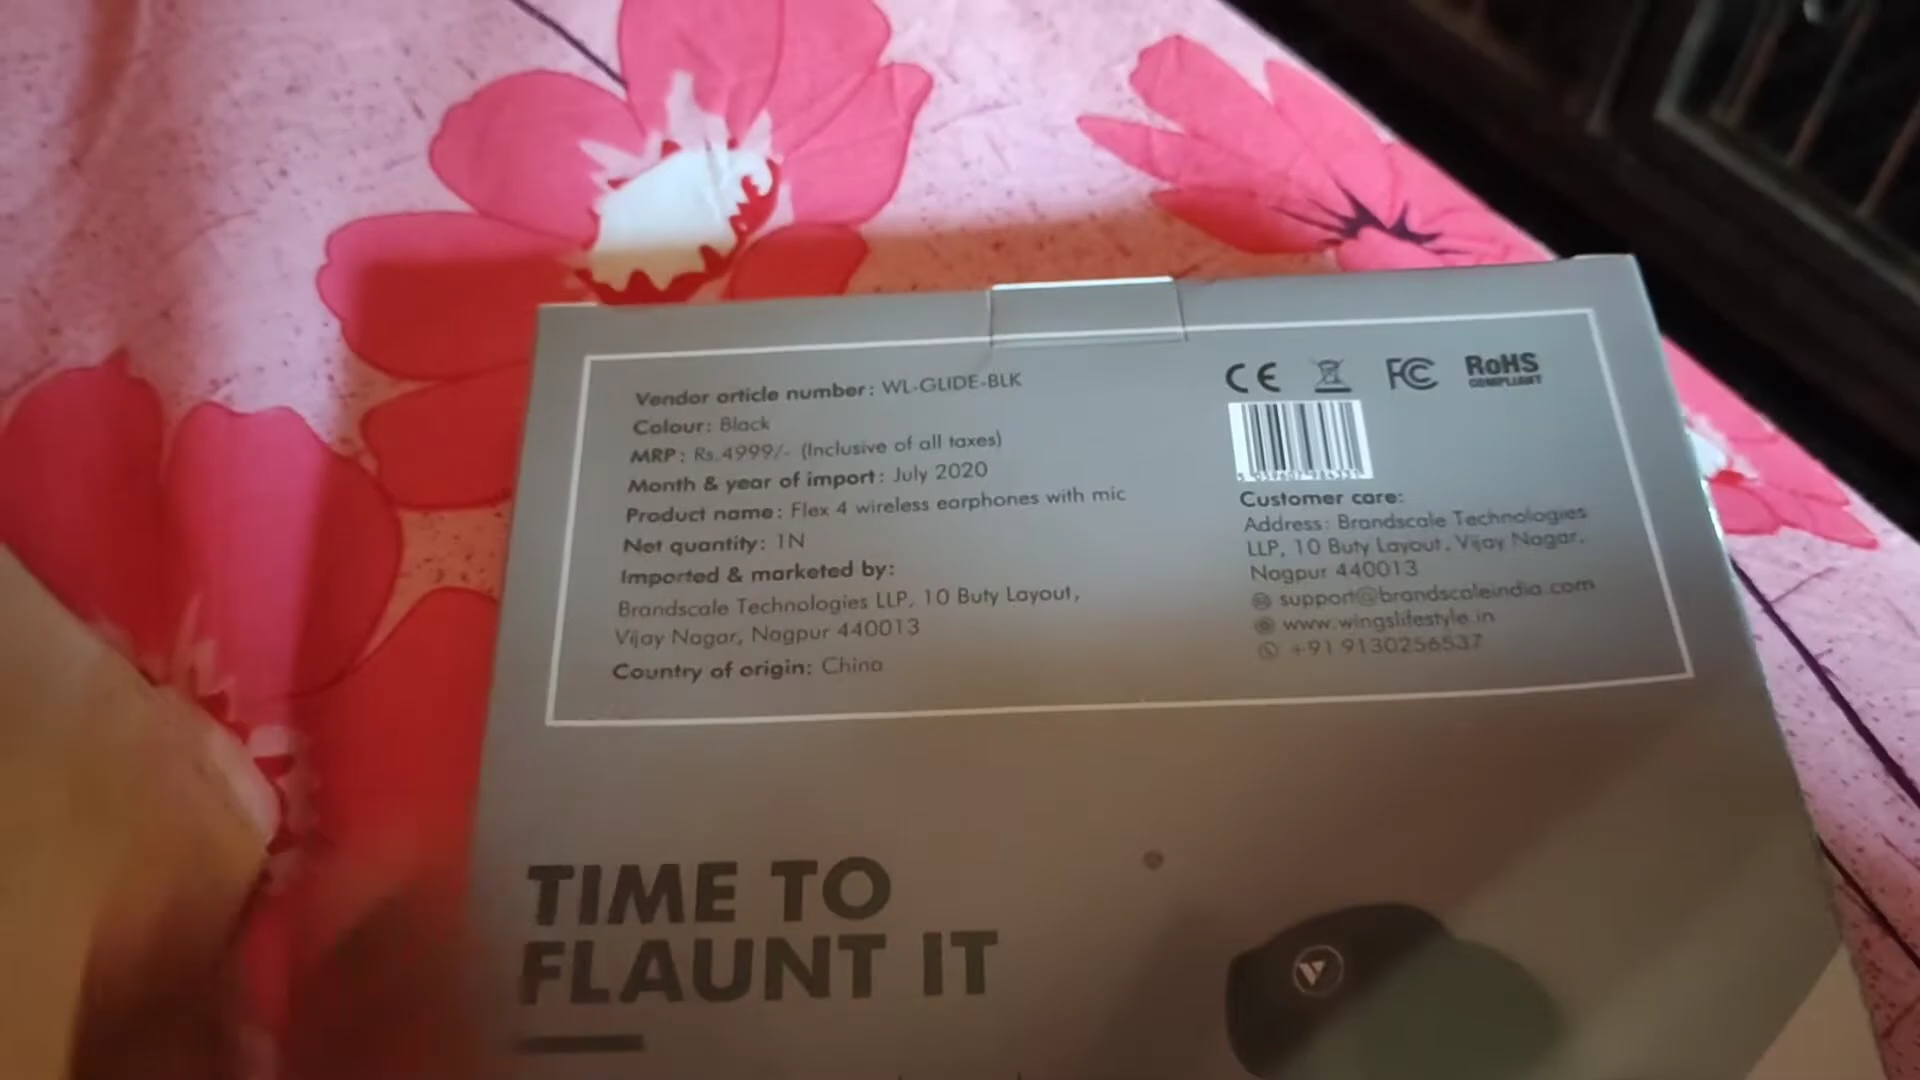 Vendor article number: WL-GLIDE-BLK
Colour: Black
MRP: Rs.4999/- (Inclusive of all taxes)
Month & year of import: July 2020
Product name: Flex 4 wireless earphones with mic
Net quantity: 1N
Imported & marketed by:
Brandscale Technologies LLP, 10 Buty Layout,
Vijay Nagar, Nagpur 440013
Country of origin: China
CE FC RoHS
COMPLIANT
Customer care:
Address: Brandscale Technologies
LLP, 10 Buty Layout, Vijay Nagar,
Nagpur 440013
support@brandscaleindia.com
www.wingslifestyle.in
+91 9130256537
TIME TO
FLAUNT IT